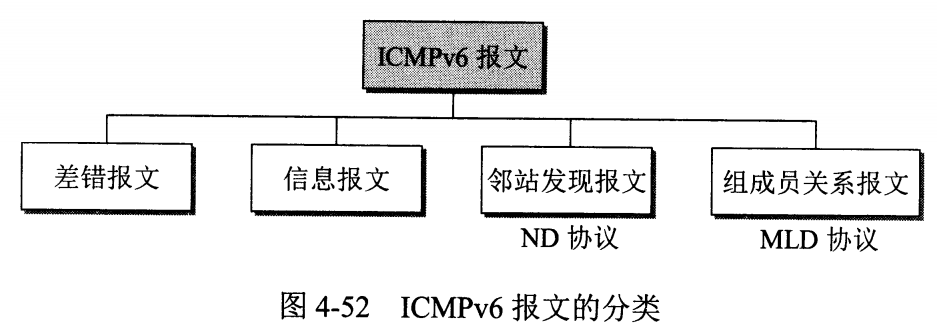 ICMPv6 报文
差错报文
信息报文
邻站发现报文
组成员关系报文
ND 协议
MLD 协议
图 4-52 ICMPv6 报文的分类